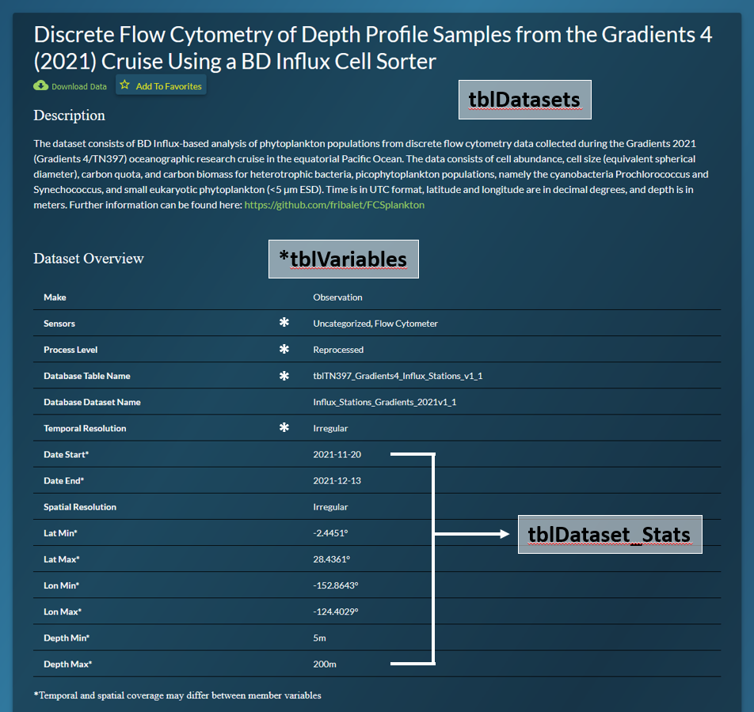 Discrete Flow Cytometry of Depth Profile Samples from the Gradients 4
(2021) Cruise Using a BD Influx Cell Sorter
Download Data
Add To Favorites
tblDatasets
Description
The dataset consists of BD Influx-based analysis of phytoplankton populations from discrete flow cytometry data collected during the Gradients 2021
(Gradients 4/TN397) oceanographic research cruise in the equatorial Pacific Ocean. The data consists of cell abundance, cell size (equivalent spherical
diameter), carbon quota, and carbon biomass for heterotrophic bacteria, picophytoplankton populations, namely the cyanobacteria Prochlorococcus and
Synechococcus, and small eukaryotic phytoplankton (<5 μm ESD). Time is in UTC format, latitude and longitude are in decimal degrees, and depth is in
meters. Further information can be found here: https://github.com/fribalet/FCSplankton
Dataset Overview
*tblVariables
Make Observation
Sensors * Uncategorized, Flow Cytometer
Process Level * Reprocessed
Database Table Name * tblTN397_Gradients4_Influx_Stations_v1_1
Database Dataset Name Influx_Stations_Gradients_2021v1_1
Temporal Resolution * Irregular
Date Start* 2021-11-20
Date End* 2021-12-13
Spatial Resolution Irregular
Lat Min* -2.4451°
tblDataset_Stats
Lat Max* 28.4361°
Lon Min* -152.8643°
Lon Max* -124.4029°
Depth Min* 5m
Depth Max* 200m
*Temporal and spatial coverage may differ between member variables